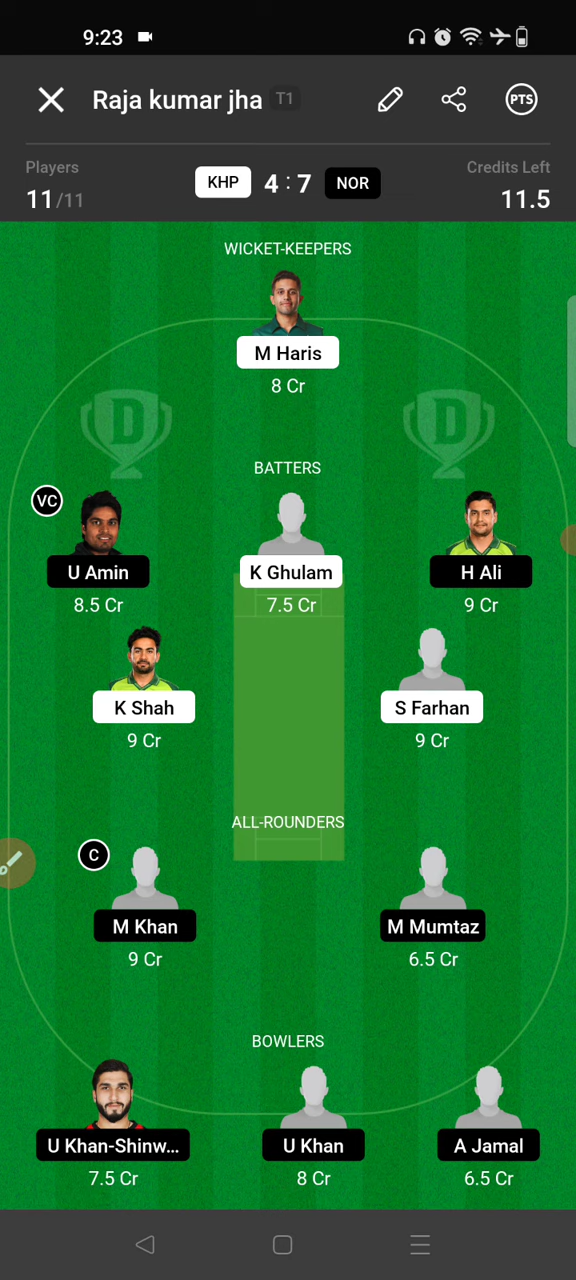 9:23
Raja kumar jha T1
PTS
Players
Credits Left
11/11
KHP 4 : 7 NOR
11.5
WICKET-KEEPERS
M Haris
8 Cr
D D
BATTERS
VC
U Amin
K Ghulam
H Ali
8.5 Cr
7.5 Cr
9 Cr
K Shah
S Farhan
9 Cr
9 Cr
ALL-ROUNDERS
C
M Khan
M Mumtaz
9 Cr
6.5 Cr
BOWLERS
U Khan-Shinw...
U Khan
A Jamal
7.5 Cr
8 Cr
6.5 Cr